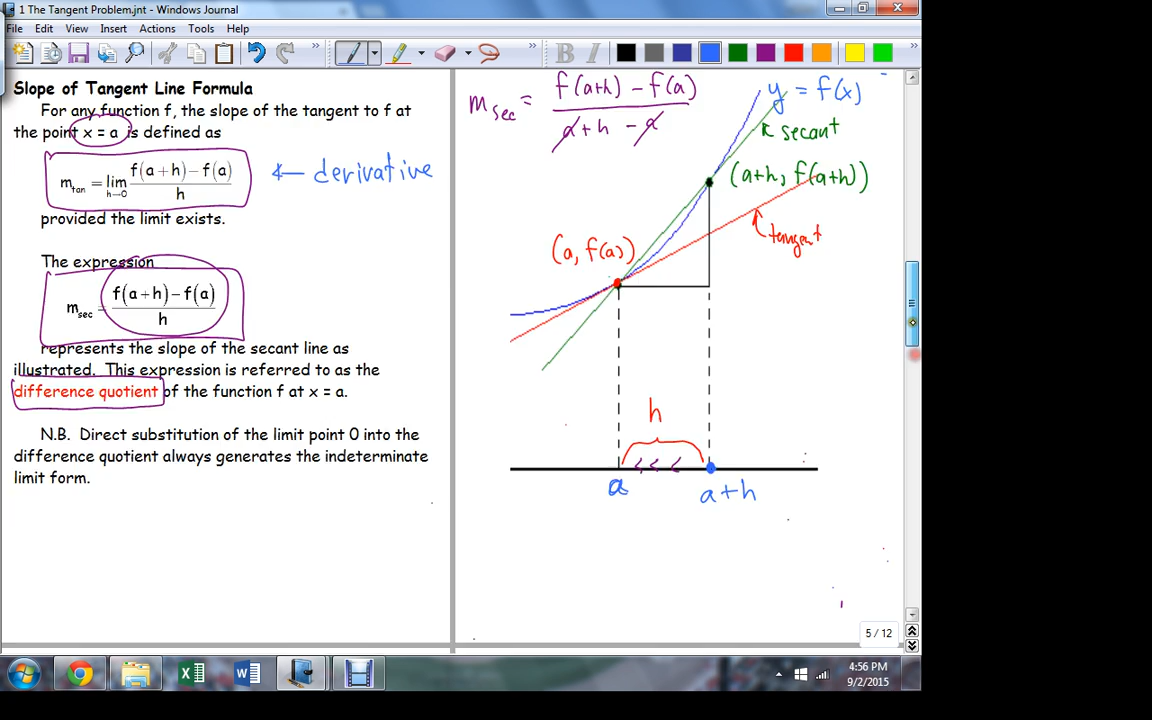 1 The Tangent Problem.jnt - Windows Journal
File Edit View Insert Actions Tools Help
Slope of Tangent Line Formula
For any function f, the slope of the tangent to f at
the point x = a is defined as
m_tan = lim_{h→0} (f(a+h) − f(a)) / h
← derivative
provided the limit exists.
The expression
m_sec = (f(a+h) − f(a)) / h
represents the slope of the secant line as
illustrated. This expression is referred to as the
difference quotient of the function f at x = a.
N.B. Direct substitution of the limit point 0 into the
difference quotient always generates the indeterminate
limit form.
m_sec = (f(a+h) − f(a)) / (a+h − a)
y = f(x)
secant
(a+h, f(a+h))
tangent
(a, f(a))
h
< < <
a
a+h
5 / 12
4:56 PM
9/2/2015